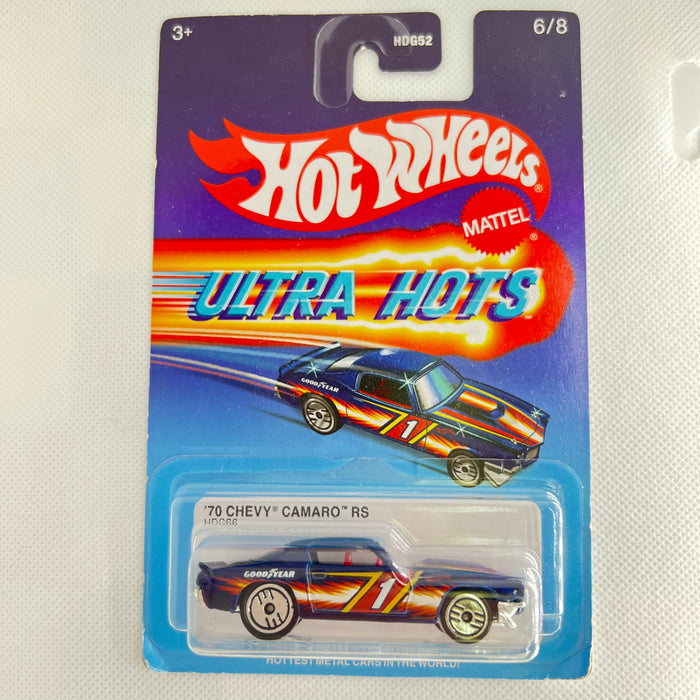 3+
HDG52
6/8
HOT WHEELS®
MATTEL®
ULTRA HOTS™
GOODYEAR
1
'70 CHEVY® CAMARO™ RS
HDG66
GOODYEAR
1
HOTTEST METAL CARS IN THE WORLD!